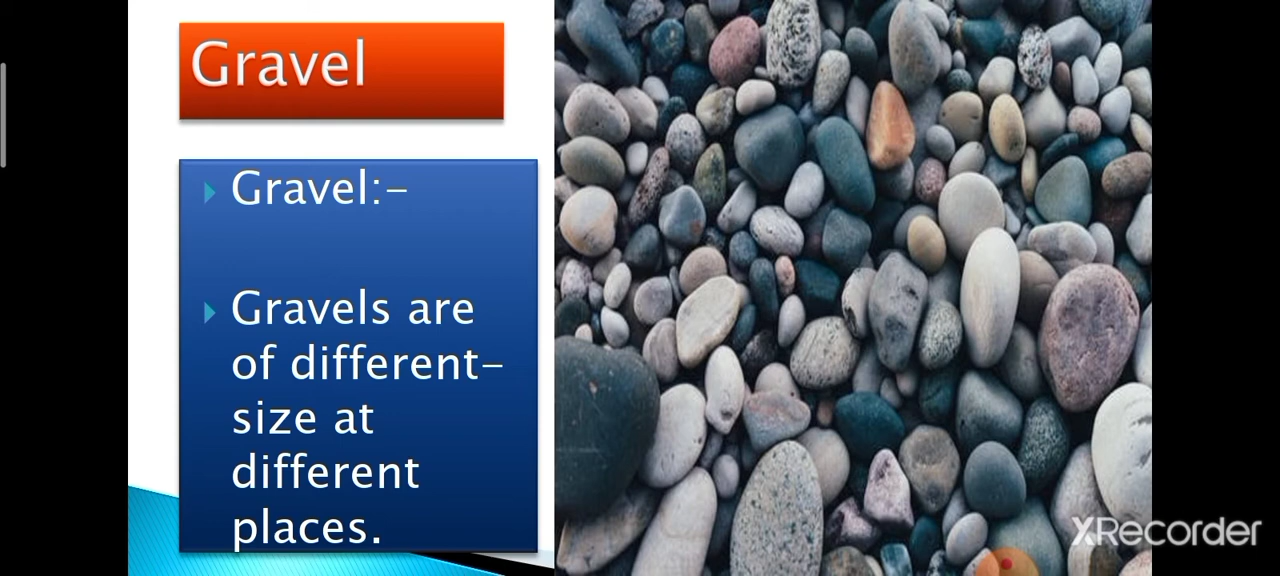 Gravel
Gravel:-
Gravels are
of different-
size at
different
places.
XRecorder